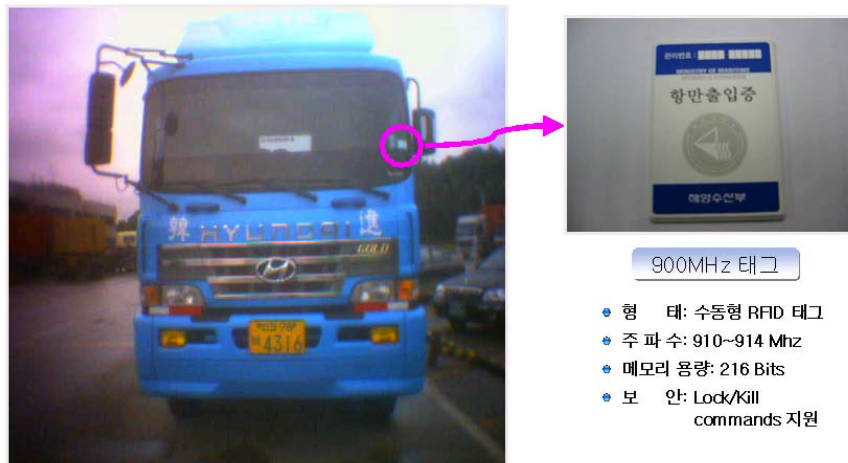 韓 HYUNDAI 進
GOLD
4316
관리번호 :
MINISTRY OF MARITIME
항만출입증
해양수산부
900MHz 태그
형 태: 수동형 RFID 태그
주 파 수: 910~914 Mhz
메모리 용량: 216 Bits
보 안: Lock/Kill
commands 지원